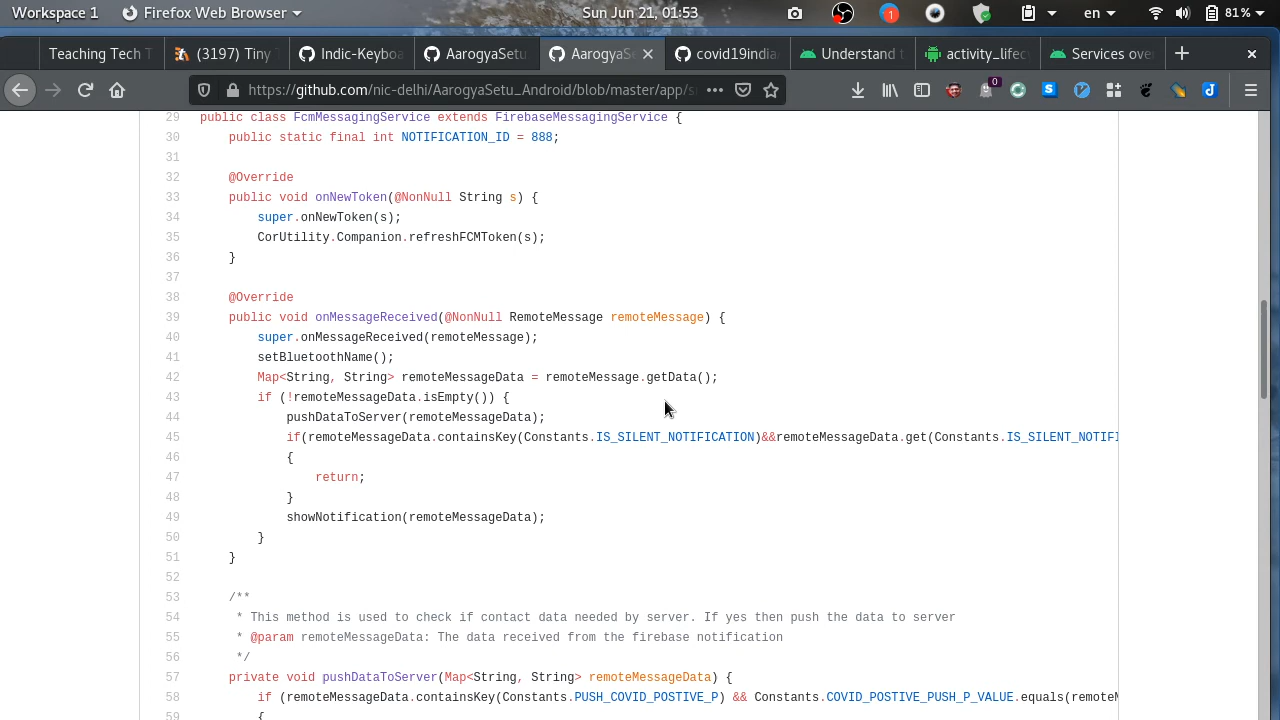 Workspace 1 Firefox Web Browser Sun Jun 21, 01:53 1 en 81%
Teaching Tech T (3197) Tiny Indic-Keyboa AarogyaSetu AarogyaSe covid19india Understand t activity_lifec Services ove
https://github.com/nic-delhi/AarogyaSetu_Android/blob/master/app/s 0
29 public class FcmMessagingService extends FirebaseMessagingService {
30 public static final int NOTIFICATION_ID = 888;
31
32 @Override
33 public void onNewToken(@NonNull String s) {
34 super.onNewToken(s);
35 CorUtility.Companion.refreshFCMToken(s);
36 }
37
38 @Override
39 public void onMessageReceived(@NonNull RemoteMessage remoteMessage) {
40 super.onMessageReceived(remoteMessage);
41 setBluetoothName();
42 Map<String, String> remoteMessageData = remoteMessage.getData();
43 if (!remoteMessageData.isEmpty()) {
44 pushDataToServer(remoteMessageData);
45 if(remoteMessageData.containsKey(Constants.IS_SILENT_NOTIFICATION)&&remoteMessageData.get(Constants.IS_SILENT_NOTIFI
46 {
47 return;
48 }
49 showNotification(remoteMessageData);
50 }
51 }
52
53 /**
54 * This method is used to check if contact data needed by server. If yes then push the data to server
55 * @param remoteMessageData: The data received from the firebase notification
56 */
57 private void pushDataToServer(Map<String, String> remoteMessageData) {
58 if (remoteMessageData.containsKey(Constants.PUSH_COVID_POSTIVE_P) && Constants.COVID_POSTIVE_PUSH_P_VALUE.equals(remoteM
59 {